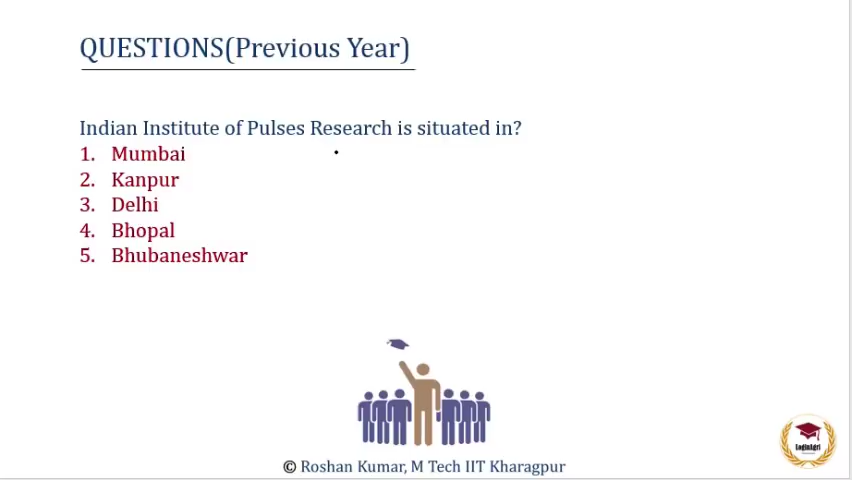 QUESTIONS(Previous Year)
Indian Institute of Pulses Research is situated in?
1. Mumbai
2. Kanpur
3. Delhi
4. Bhopal
5. Bhubaneshwar
LoginAgri
© Roshan Kumar, M Tech IIT Kharagpur